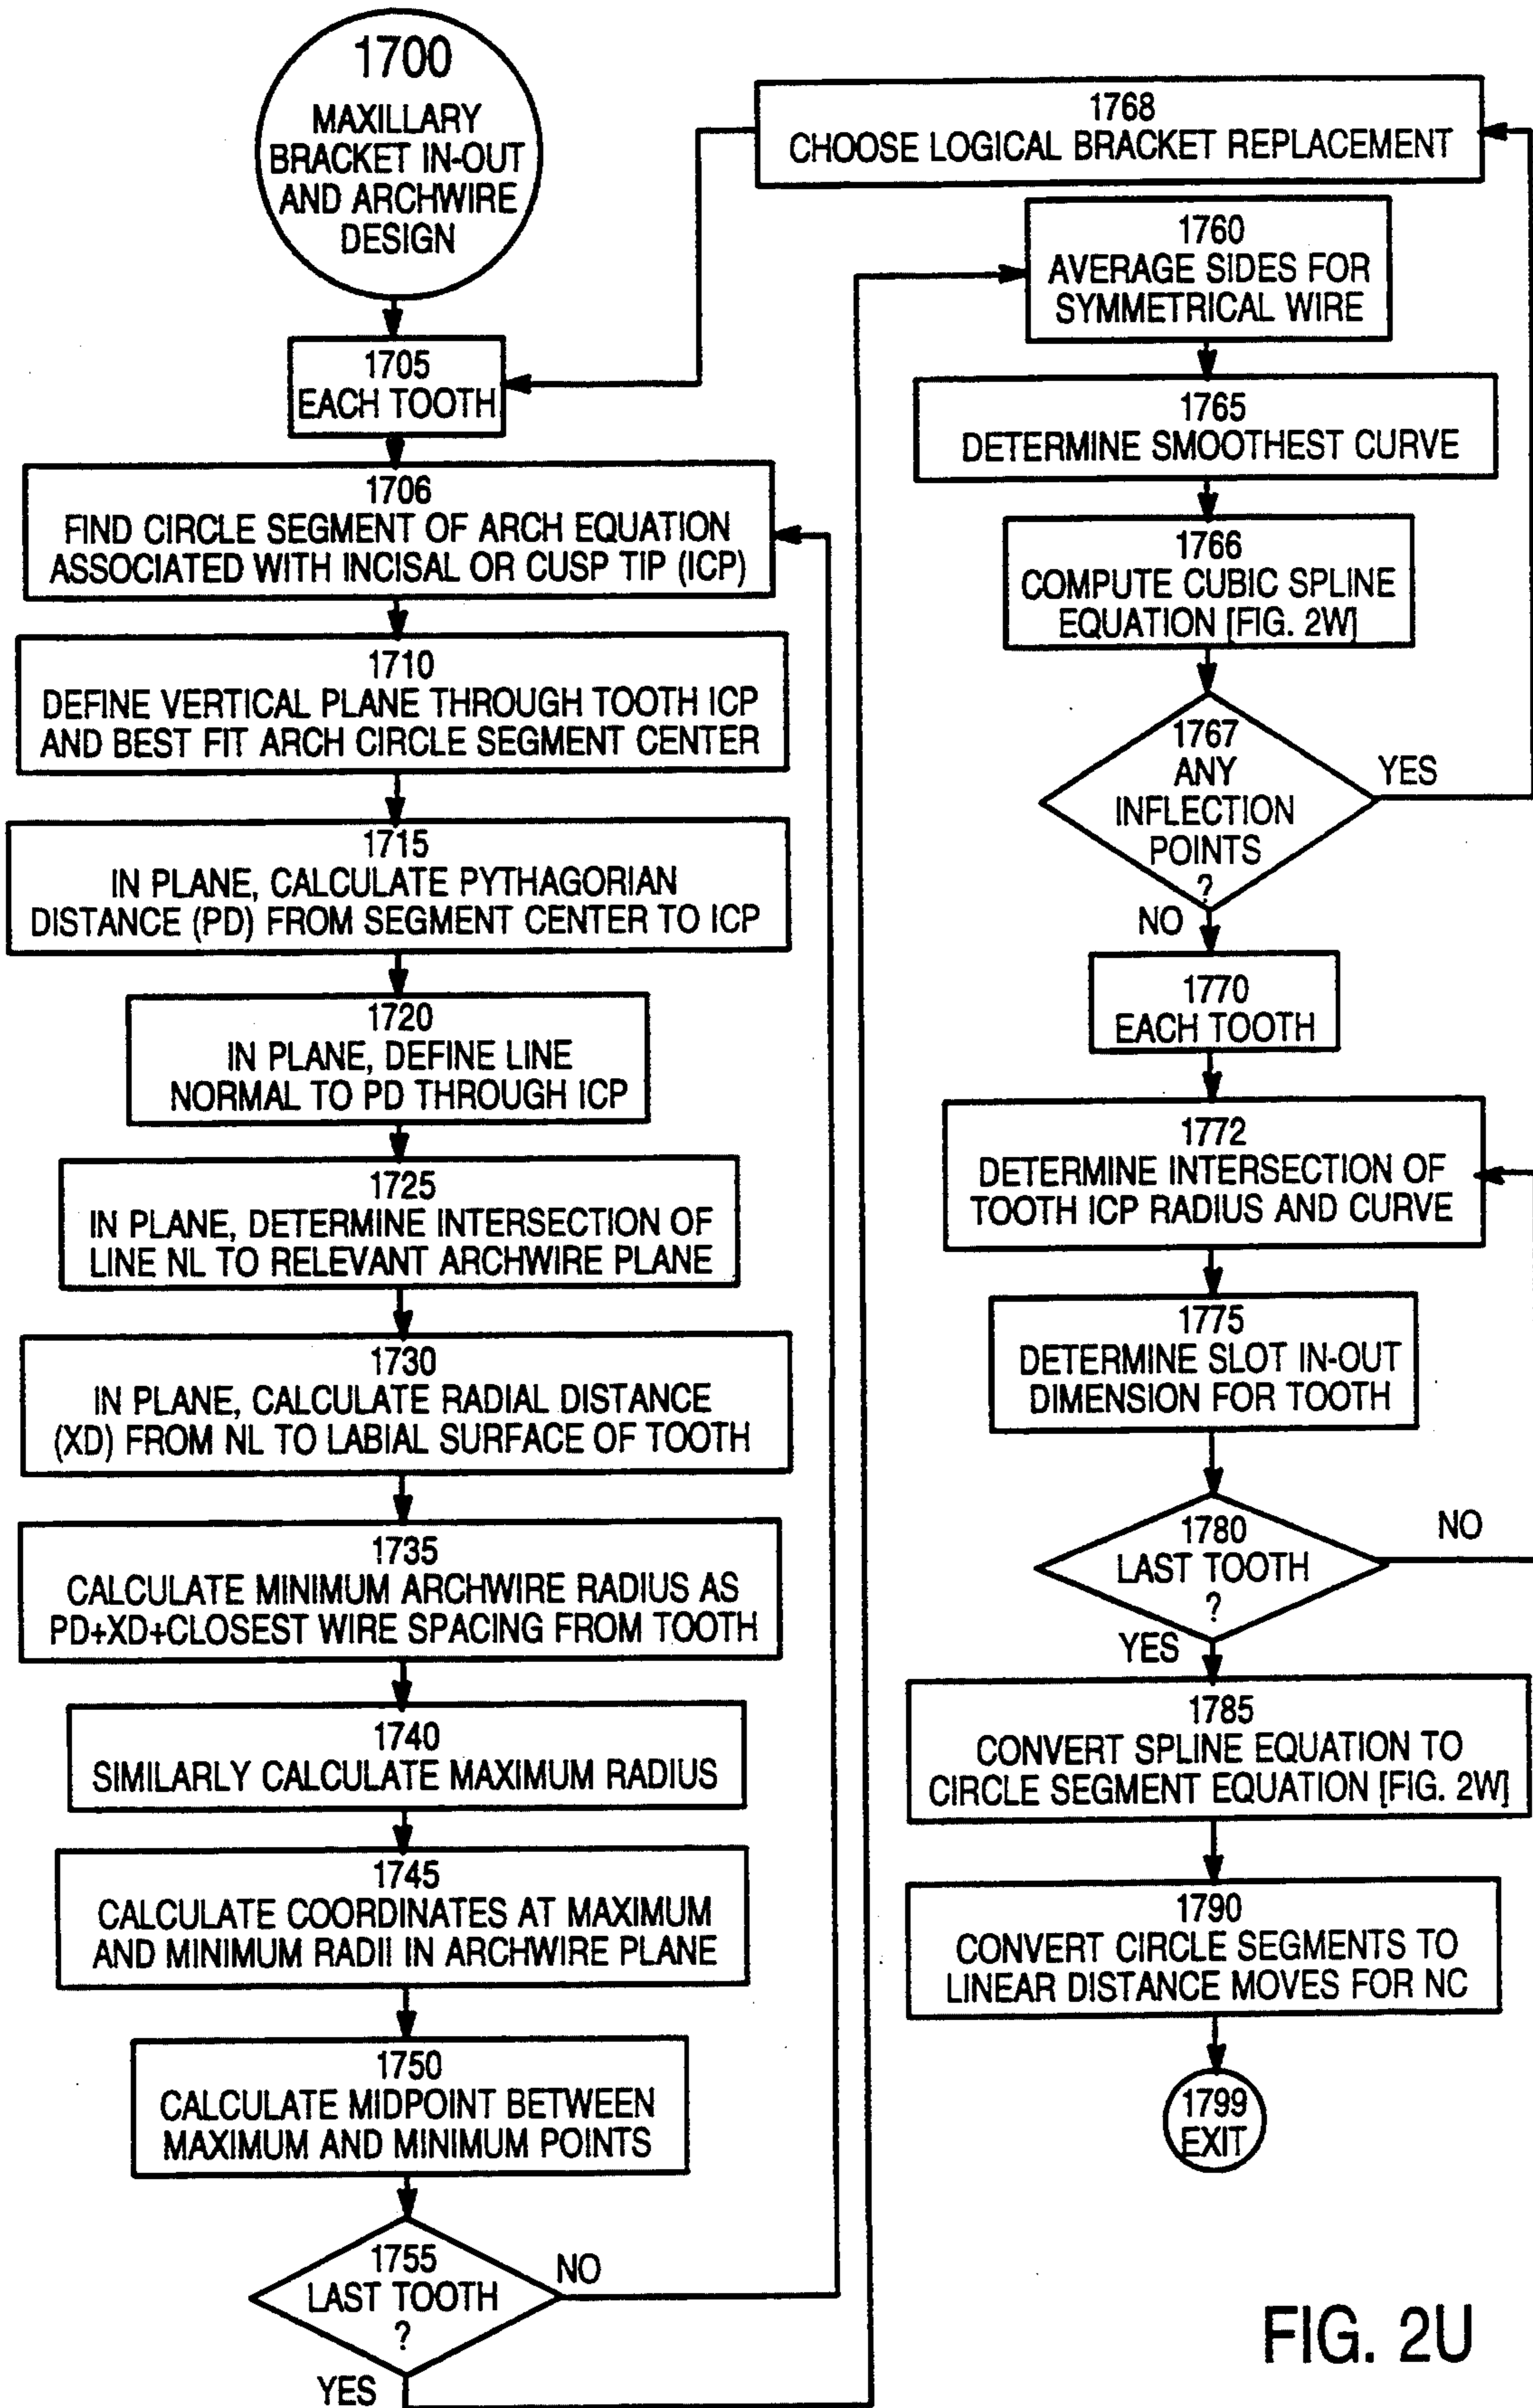 1700
MAXILLARY
BRACKET IN-OUT
AND ARCHWIRE
DESIGN
1705
EACH TOOTH
1706
FIND CIRCLE SEGMENT OF ARCH EQUATION
ASSOCIATED WITH INCISAL OR CUSP TIP (ICP)
1710
DEFINE VERTICAL PLANE THROUGH TOOTH ICP
AND BEST FIT ARCH CIRCLE SEGMENT CENTER
1715
IN PLANE, CALCULATE PYTHAGORIAN
DISTANCE (PD) FROM SEGMENT CENTER TO ICP
1720
IN PLANE, DEFINE LINE
NORMAL TO PD THROUGH ICP
1725
IN PLANE, DETERMINE INTERSECTION OF
LINE NL TO RELEVANT ARCHWIRE PLANE
1730
IN PLANE, CALCULATE RADIAL DISTANCE
(XD) FROM NL TO LABIAL SURFACE OF TOOTH
1735
CALCULATE MINIMUM ARCHWIRE RADIUS AS
PD+XD+CLOSEST WIRE SPACING FROM TOOTH
1740
SIMILARLY CALCULATE MAXIMUM RADIUS
1745
CALCULATE COORDINATES AT MAXIMUM
AND MINIMUM RADII IN ARCHWIRE PLANE
1750
CALCULATE MIDPOINT BETWEEN
MAXIMUM AND MINIMUM POINTS
1755
LAST TOOTH
?
NO
YES
1768
CHOOSE LOGICAL BRACKET REPLACEMENT
1760
AVERAGE SIDES FOR
SYMMETRICAL WIRE
1765
DETERMINE SMOOTHEST CURVE
1766
COMPUTE CUBIC SPLINE
EQUATION [FIG. 2W]
1767
ANY
INFLECTION
POINTS
?
YES
NO
1770
EACH TOOTH
1772
DETERMINE INTERSECTION OF
TOOTH ICP RADIUS AND CURVE
1775
DETERMINE SLOT IN-OUT
DIMENSION FOR TOOTH
1780
LAST TOOTH
?
NO
YES
1785
CONVERT SPLINE EQUATION TO
CIRCLE SEGMENT EQUATION [FIG. 2W]
1790
CONVERT CIRCLE SEGMENTS TO
LINEAR DISTANCE MOVES FOR NC
1799
EXIT
FIG. 2U